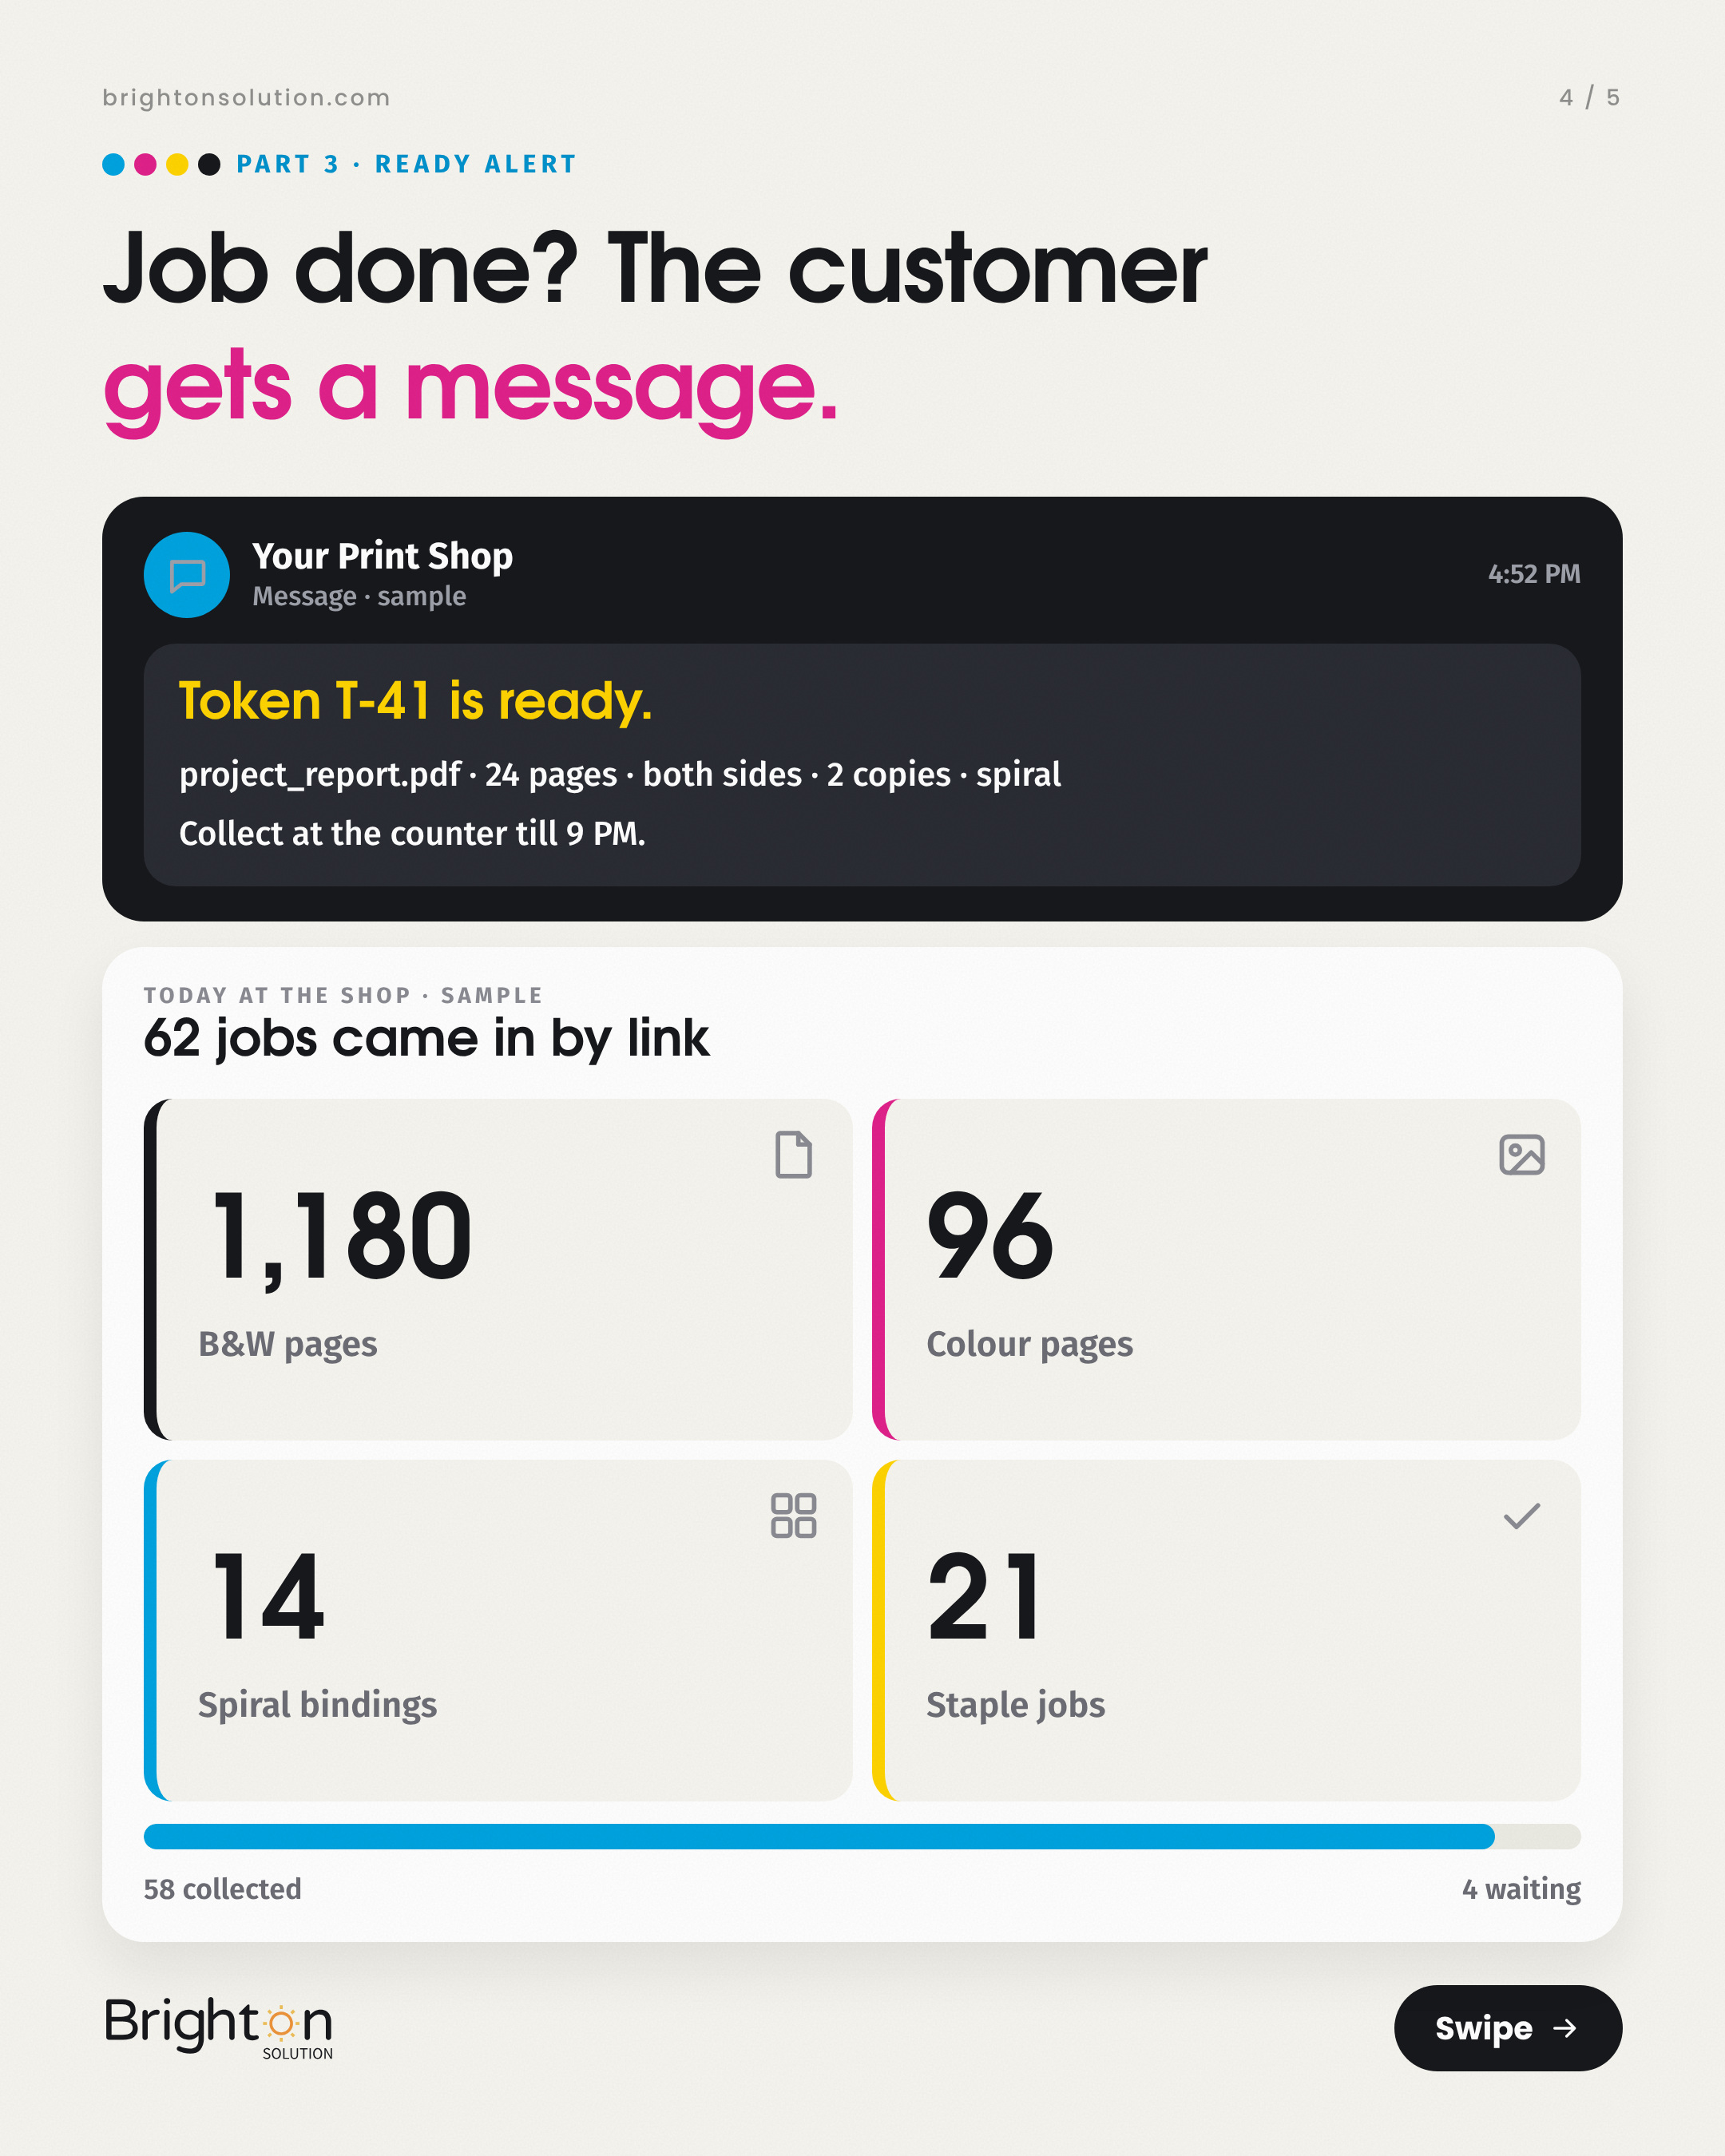 brightonsolution.com
4 / 5
PART 3 · READY ALERT
Job done? The customer
gets a message.
Your Print Shop
Message · sample
4:52 PM
Token T-41 is ready.
project_report.pdf · 24 pages · both sides · 2 copies · spiral
Collect at the counter till 9 PM.
TODAY AT THE SHOP · SAMPLE
62 jobs came in by link
1,180
B&W pages
96
Colour pages
14
Spiral bindings
21
Staple jobs
58 collected
4 waiting
Brighton
SOLUTION
Swipe →